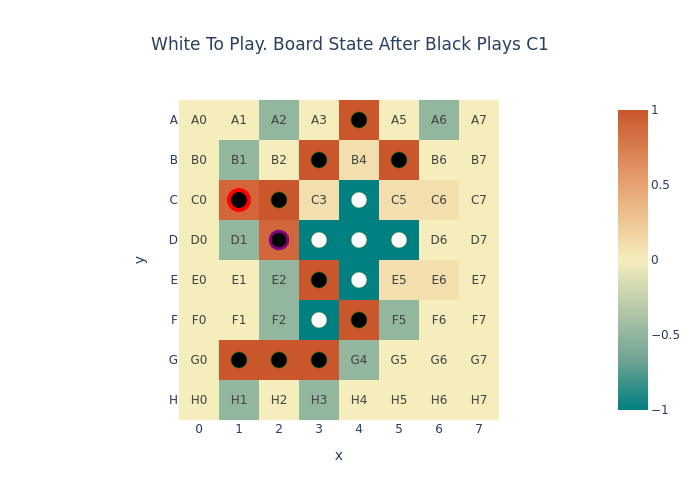 White To Play. Board State After Black Plays C1
A A0 A1 A2 A3 A5 A6 A7
B B0 B1 B2 B4 B6 B7
C C0 C3 C5 C6 C7
D D0 D1 D6 D7
E E0 E1 E2 E5 E6 E7
F F0 F1 F2 F5 F6 F7
G G0 G4 G5 G6 G7
H H0 H1 H2 H3 H4 H5 H6 H7
0 1 2 3 4 5 6 7
x
y
1
0.5
0
−0.5
−1